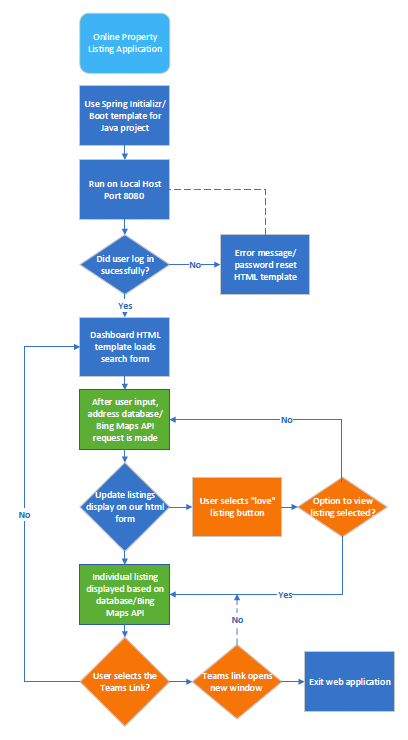 Online Property
Listing Application
Use Spring Initializr/
Boot template for
Java project
Run on Local Host
Port 8080
Did user log in
sucessfully?
No
Error message/
password reset
HTML template
Yes
Dashboard HTML
template loads
search form
After user input,
address database/
Bing Maps API
request is made
No
Update listings
display on our html
form
User selects "love"
listing button
Option to view
listing selected?
No
Individual listing
displayed based on
database/Bing
Maps API
Yes
No
User selects the
Teams Link?
Teams link opens
new window
Exit web application